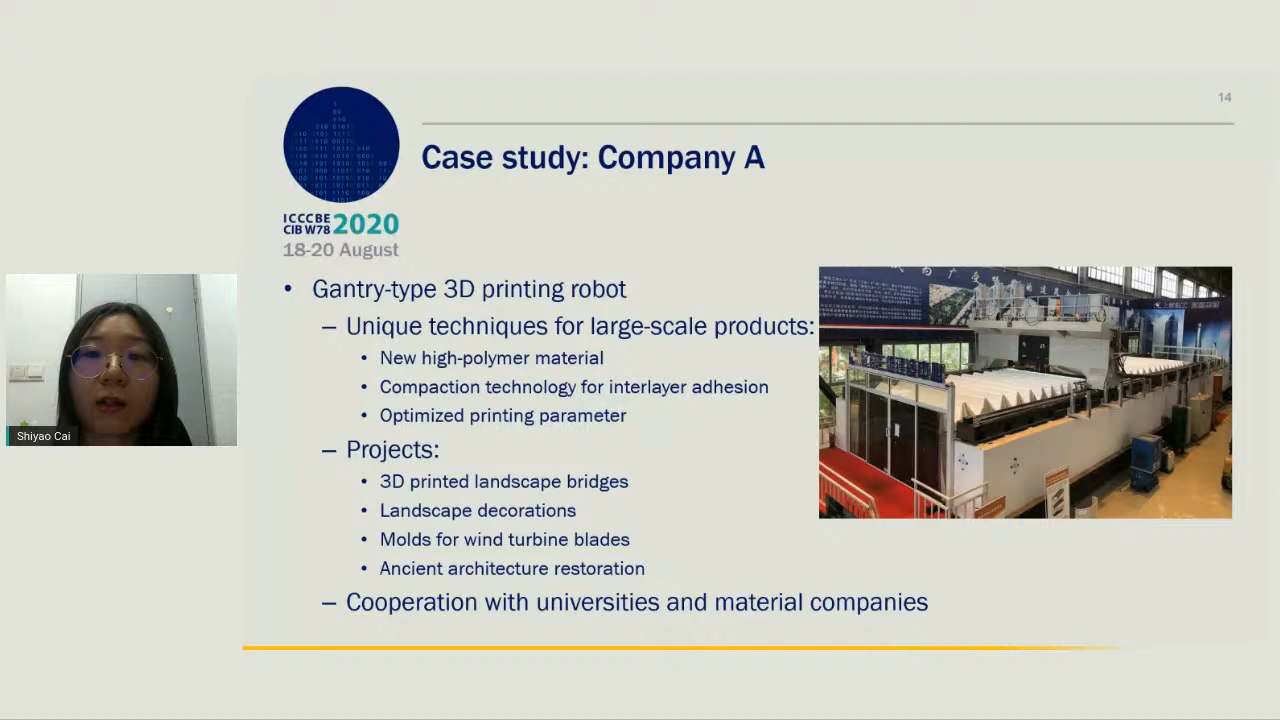 14
Case study: Company A
ICCCBE
CIB W78 2020
18-20 August
• Gantry-type 3D printing robot
– Unique techniques for large-scale products:
• New high-polymer material
• Compaction technology for interlayer adhesion
• Optimized printing parameter
– Projects:
• 3D printed landscape bridges
• Landscape decorations
• Molds for wind turbine blades
• Ancient architecture restoration
– Cooperation with universities and material companies
Shiyao Cai